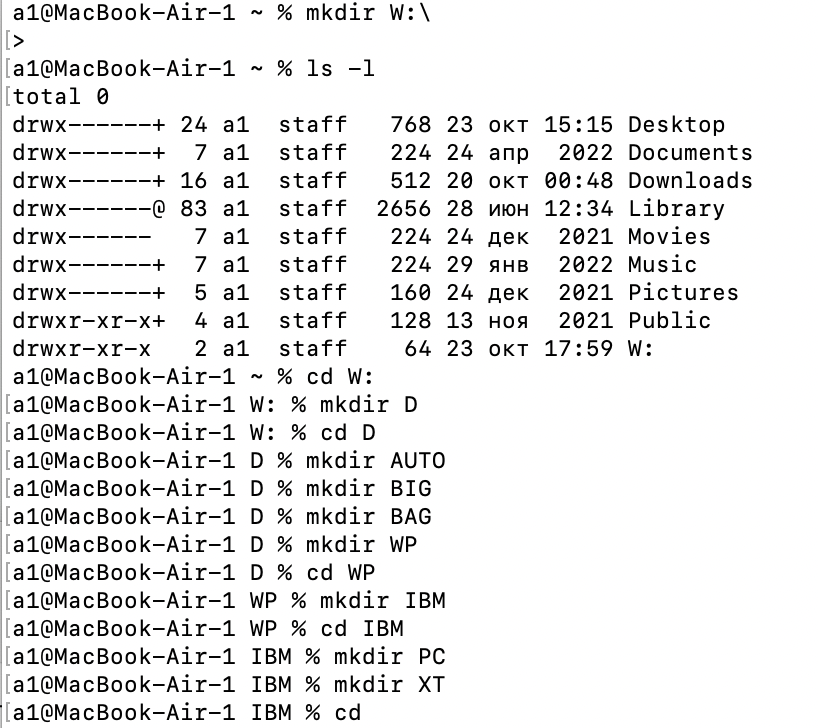 a1@MacBook-Air-1 ~ % mkdir W:\
[>
[a1@MacBook-Air-1 ~ % ls -l
[total 0
drwx------+ 24 a1  staff   768 23 окт 15:15 Desktop
drwx------+  7 a1  staff   224 24 апр  2022 Documents
drwx------+ 16 a1  staff   512 20 окт 00:48 Downloads
drwx------@ 83 a1  staff  2656 28 июн 12:34 Library
drwx------   7 a1  staff   224 24 дек  2021 Movies
drwx------+  7 a1  staff   224 29 янв  2022 Music
drwx------+  5 a1  staff   160 24 дек  2021 Pictures
drwxr-xr-x+  4 a1  staff   128 13 ноя  2021 Public
drwxr-xr-x   2 a1  staff    64 23 окт 17:59 W:
a1@MacBook-Air-1 ~ % cd W:
[a1@MacBook-Air-1 W: % mkdir D
[a1@MacBook-Air-1 W: % cd D
[a1@MacBook-Air-1 D % mkdir AUTO
[a1@MacBook-Air-1 D % mkdir BIG
[a1@MacBook-Air-1 D % mkdir BAG
[a1@MacBook-Air-1 D % mkdir WP
[a1@MacBook-Air-1 D % cd WP
[a1@MacBook-Air-1 WP % mkdir IBM
[a1@MacBook-Air-1 WP % cd IBM
[a1@MacBook-Air-1 IBM % mkdir PC
[a1@MacBook-Air-1 IBM % mkdir XT
[a1@MacBook-Air-1 IBM % cd